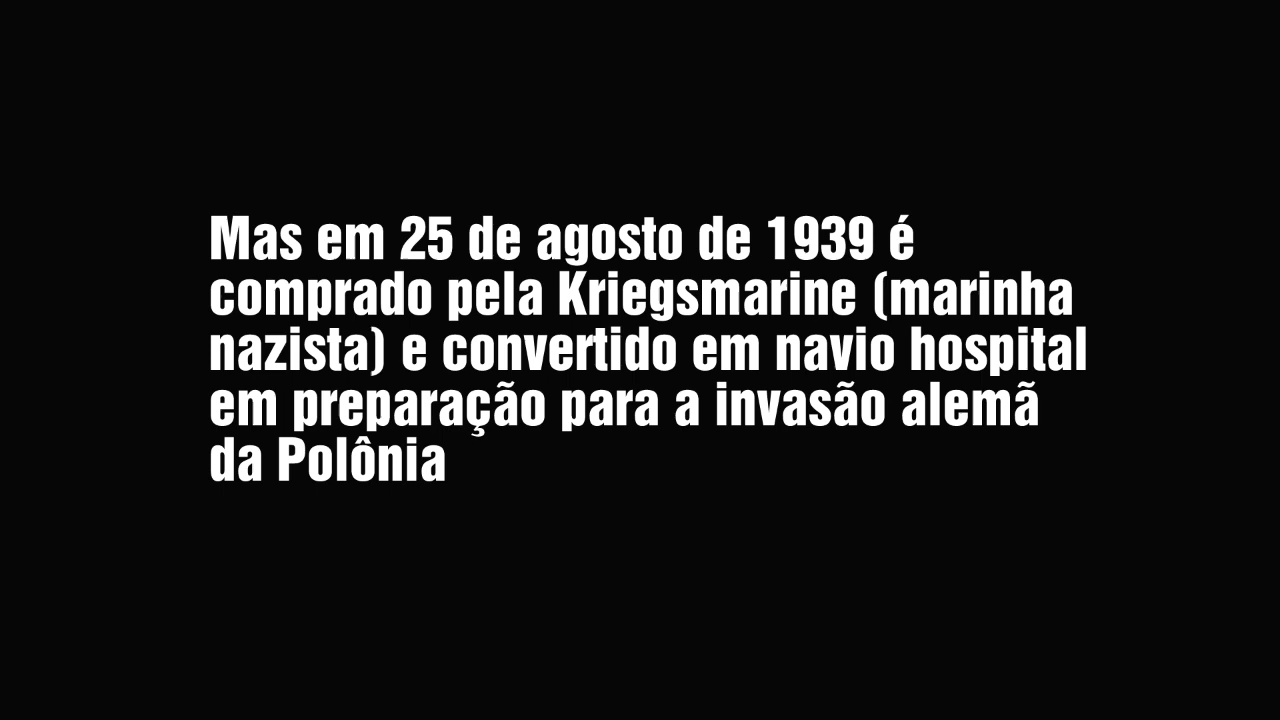 Mas em 25 de agosto de 1939 é
comprado pela Kriegsmarine (marinha
nazista) e convertido em navio hospital
em preparação para a invasão alemã
da Polônia